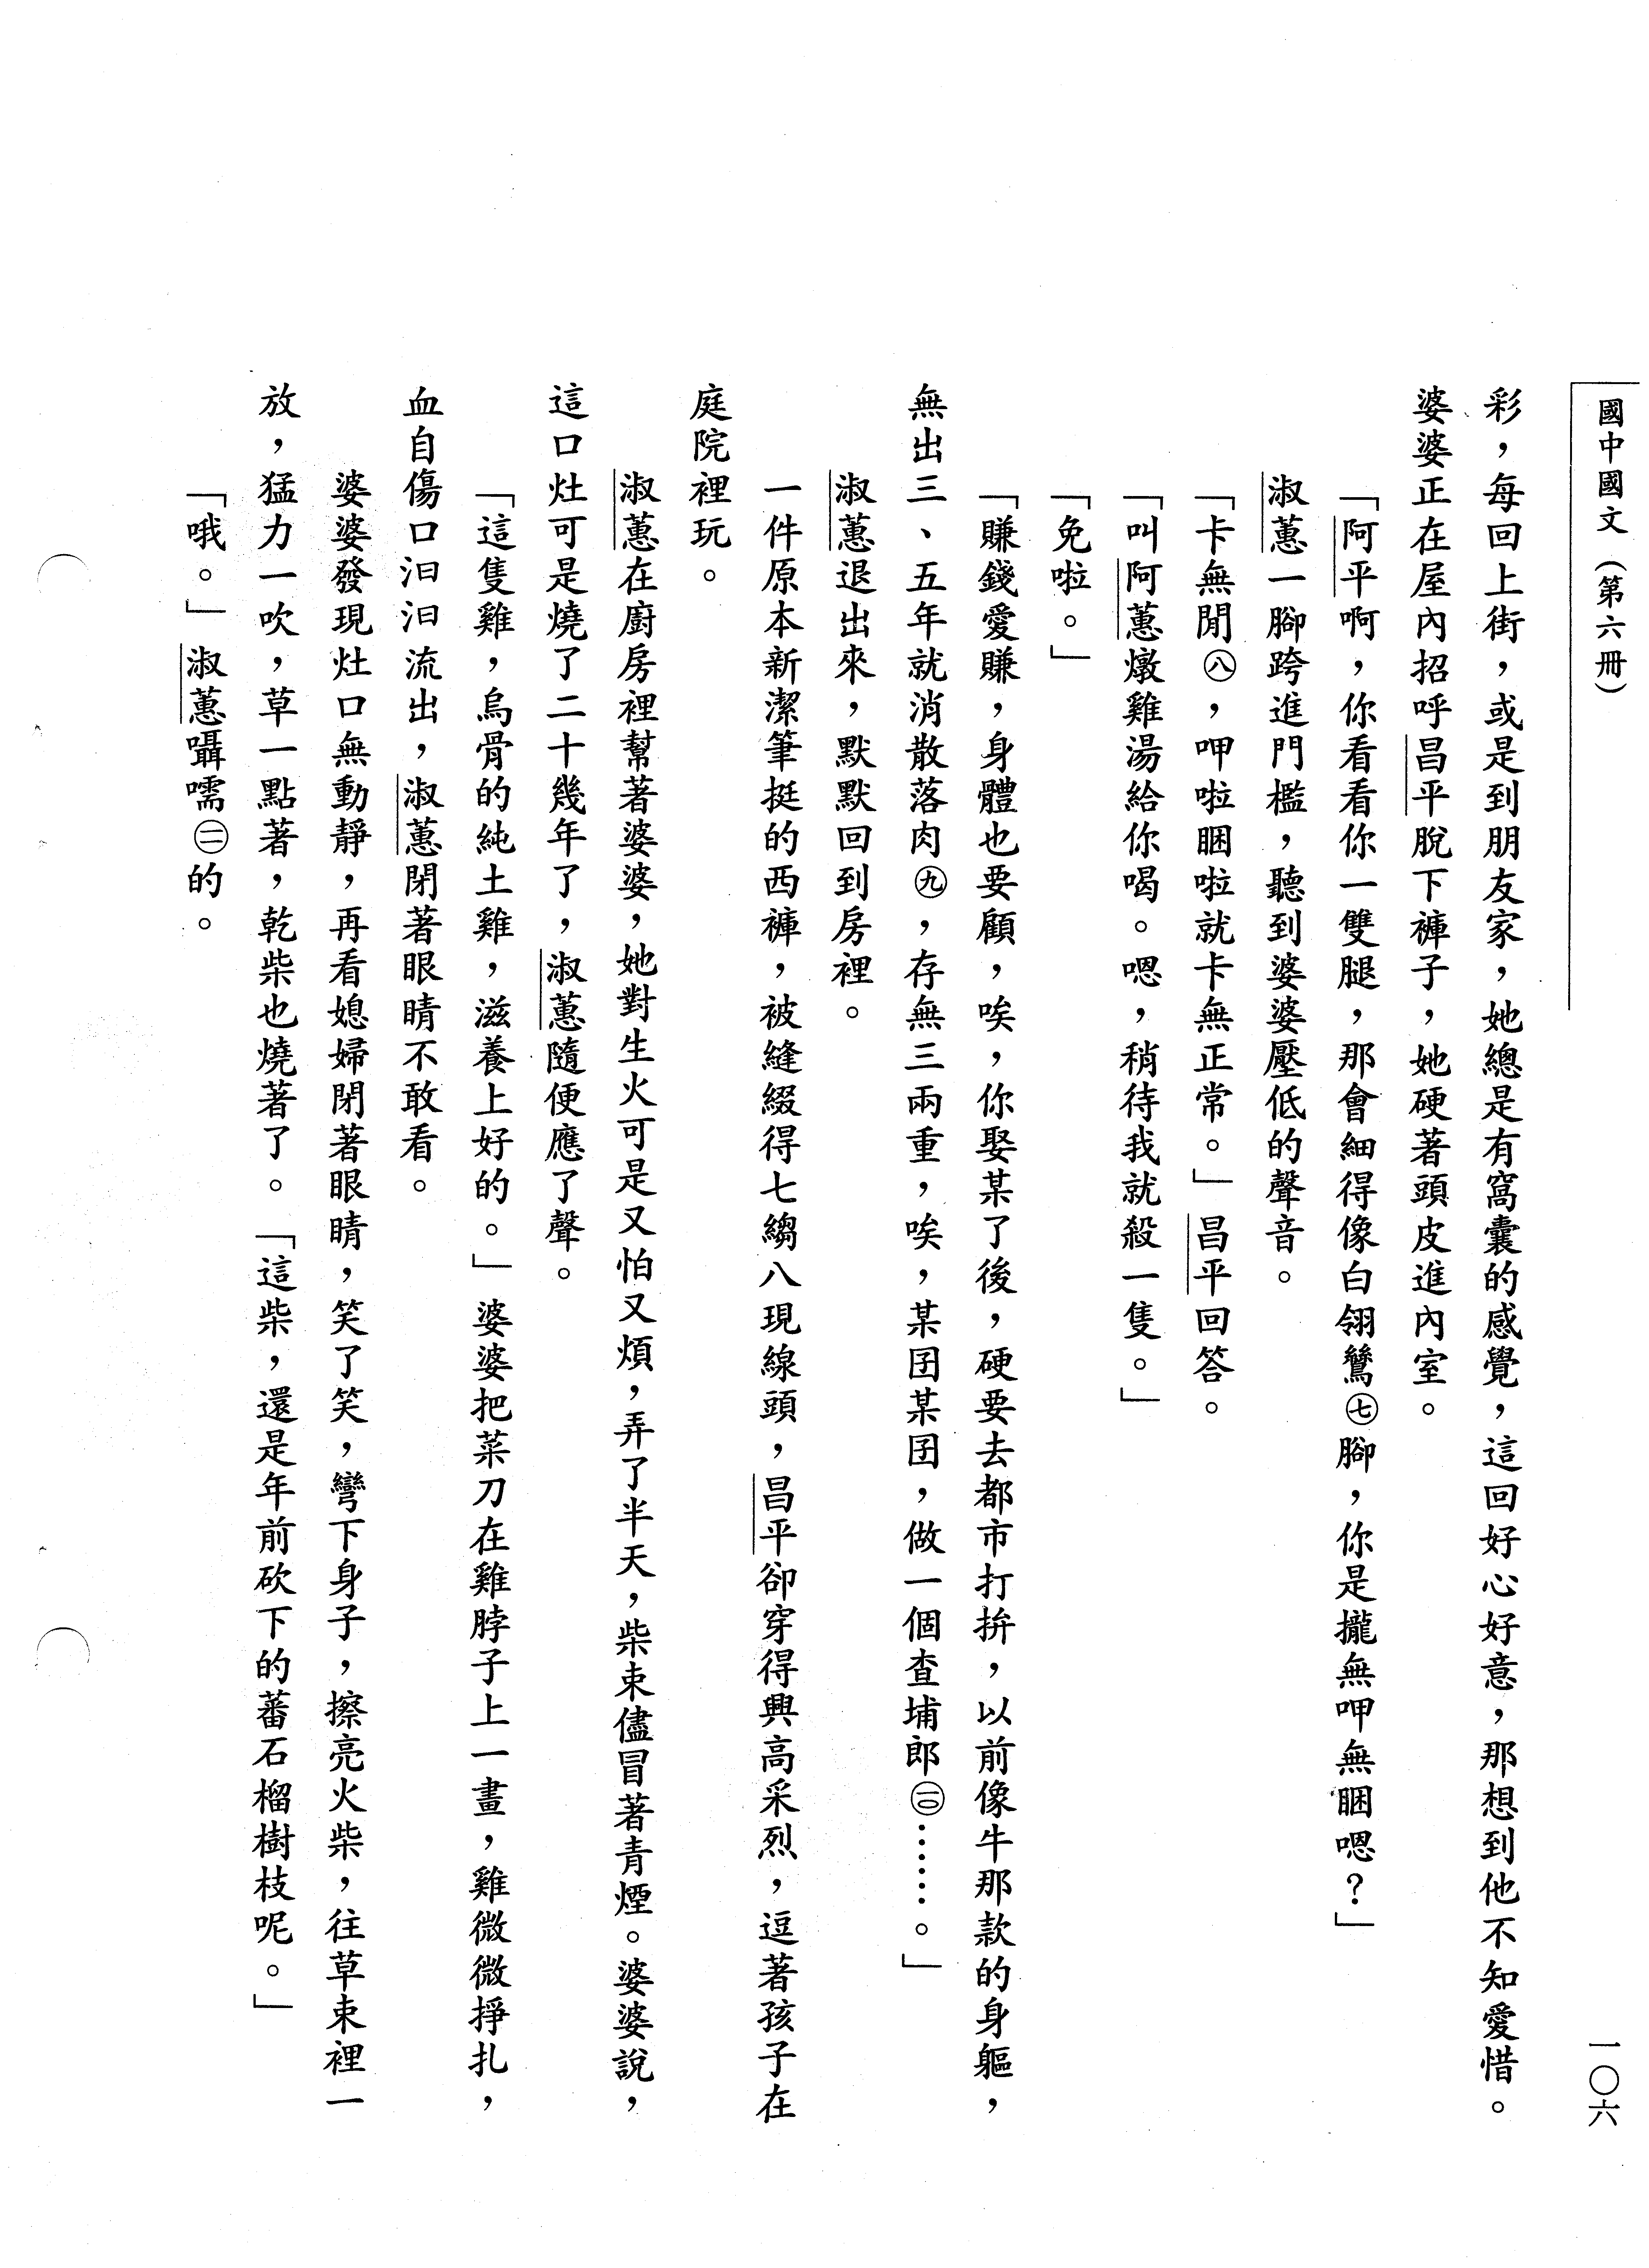 國中國文(第六冊)
一〇六
彩，每回上街，或是到朋友家，她總是有窩囊的感覺，這回好心好意，那想到他不知愛惜。
婆婆正在屋內招呼昌平脫下褲子，她硬著頭皮進內室。
「阿平啊，你看看你一雙腿，那會細得像白翎鷥㊆腳，你是攏無呷無睏嗯？」
淑蕙一腳跨進門檻，聽到婆婆壓低的聲音。
「卡無閒㊇，呷啦睏啦就卡無正常。」昌平回答。
「叫阿蕙燉雞湯給你喝。嗯，稍待我就殺一隻。」
「免啦。」
「賺錢愛賺，身體也要顧，唉，你娶某了後，硬要去都市打拚，以前像牛那款的身軀，
無出三、五年就消散落肉㊈，存無三兩重，唉，某囝某囝，做一個查埔郎㊀〇……。」
淑蕙退出來，默默回到房裡。
一件原本新潔筆挺的西褲，被縫綴得七縐八現線頭，昌平卻穿得興高采烈，逗著孩子在
庭院裡玩。
淑蕙在廚房裡幫著婆婆，她對生火可是又怕又煩，弄了半天，柴束儘冒著青煙。婆婆說，
這口灶可是燒了二十幾年了，淑蕙隨便應了聲。
「這隻雞，烏骨的純土雞，滋養上好的。」婆婆把菜刀在雞脖子上一畫，雞微微掙扎，
血自傷口汩汩流出，淑蕙閉著眼睛不敢看。
婆婆發現灶口無動靜，再看媳婦閉著眼睛，笑了笑，彎下身子，擦亮火柴，往草束裡一
放，猛力一吹，草一點著，乾柴也燒著了。「這柴，還是年前砍下的蕃石榴樹枝呢。」
「哦。」淑蕙囁嚅㊀一的。